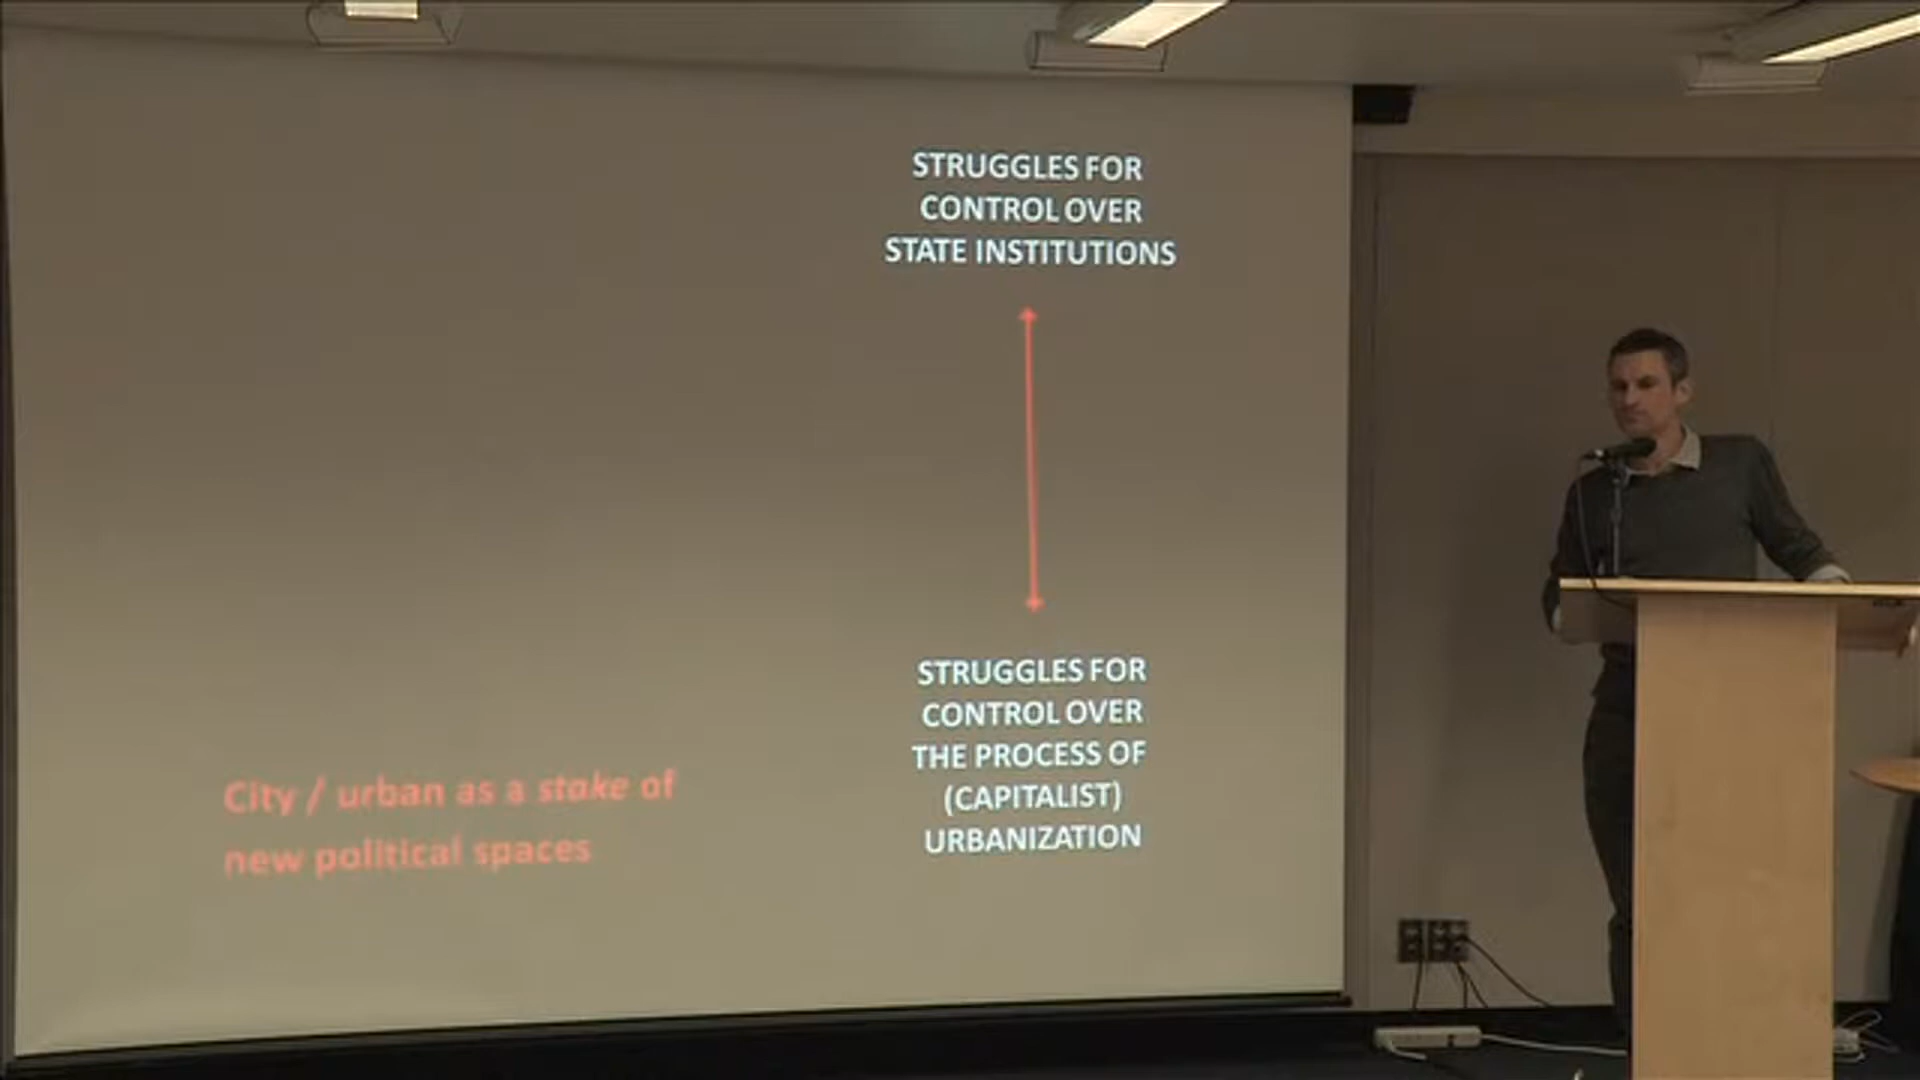 STRUGGLES FOR
CONTROL OVER
STATE INSTITUTIONS
STRUGGLES FOR
CONTROL OVER
THE PROCESS OF
(CAPITALIST)
URBANIZATION
City / urban as a stake of
new political spaces